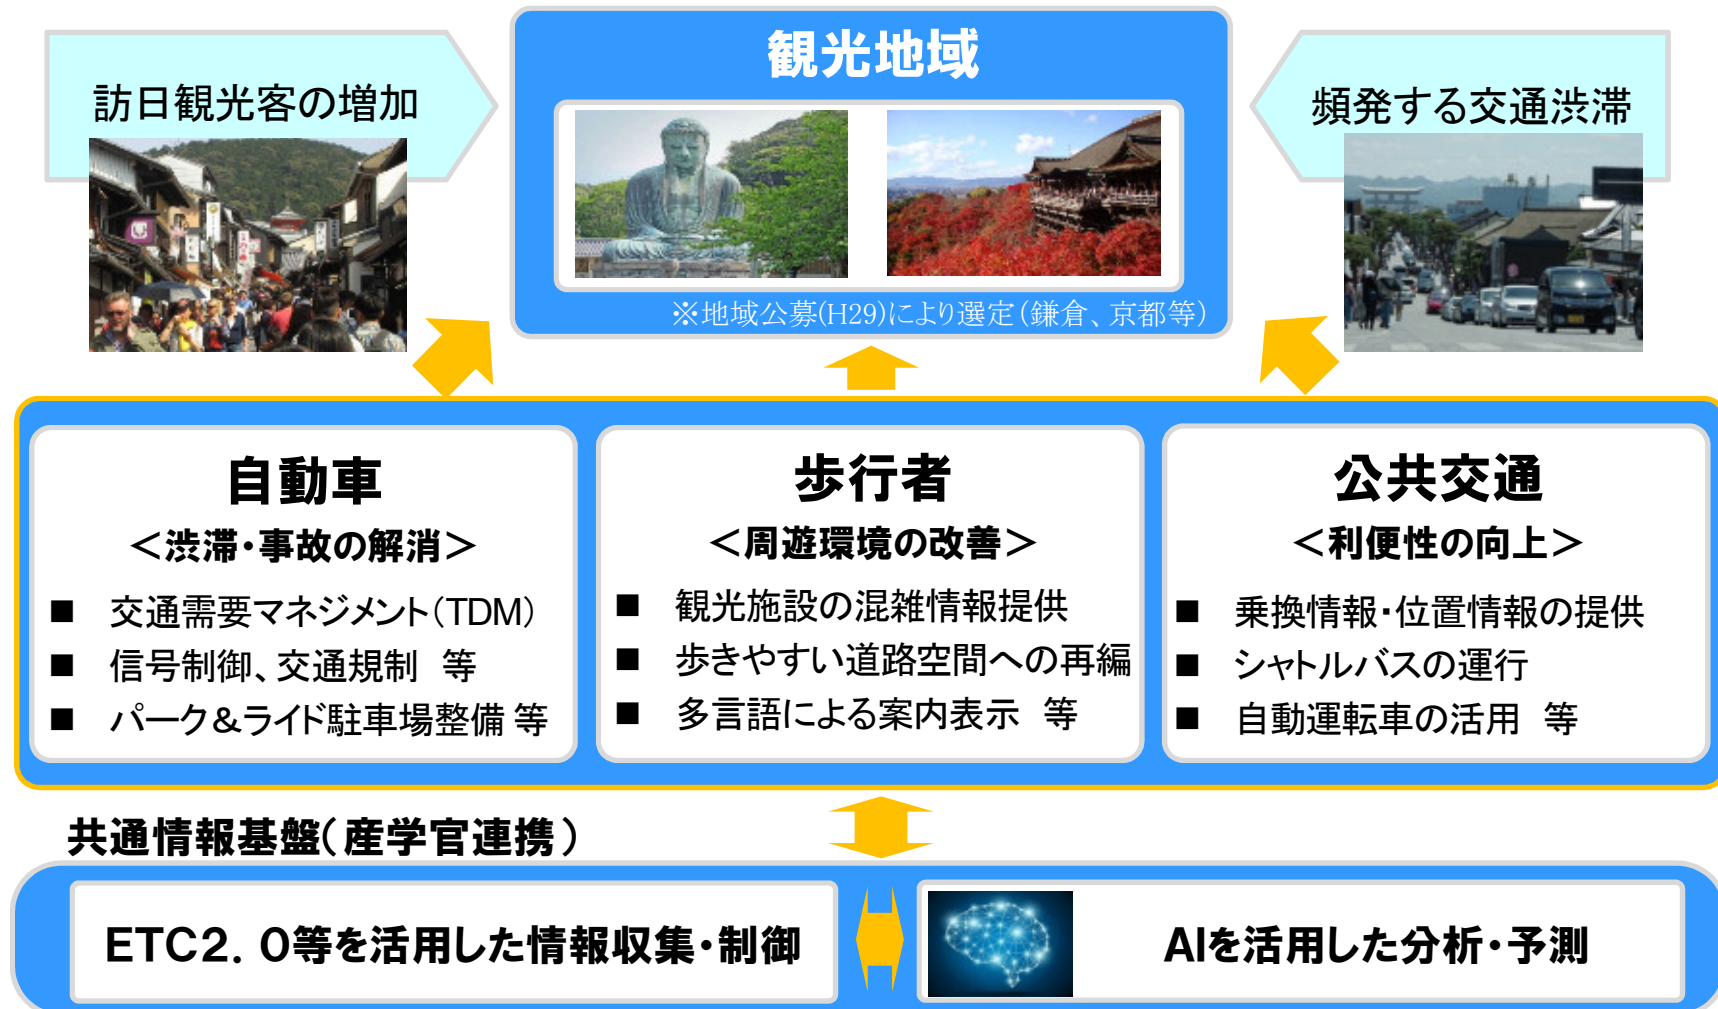 観光地域
訪日観光客の増加
頻発する交通渋滞
※地域公募(H29)により選定(鎌倉、京都等)
自動車
<渋滞・事故の解消>
■ 交通需要マネジメント(TDM)
■ 信号制御、交通規制 等
■ パーク&ライド駐車場整備 等
歩行者
<周遊環境の改善>
■ 観光施設の混雑情報提供
■ 歩きやすい道路空間への再編
■ 多言語による案内表示 等
公共交通
<利便性の向上>
■ 乗換情報・位置情報の提供
■ シャトルバスの運行
■ 自動運転車の活用 等
共通情報基盤(産学官連携)
ETC2.0等を活用した情報収集・制御
AIを活用した分析・予測